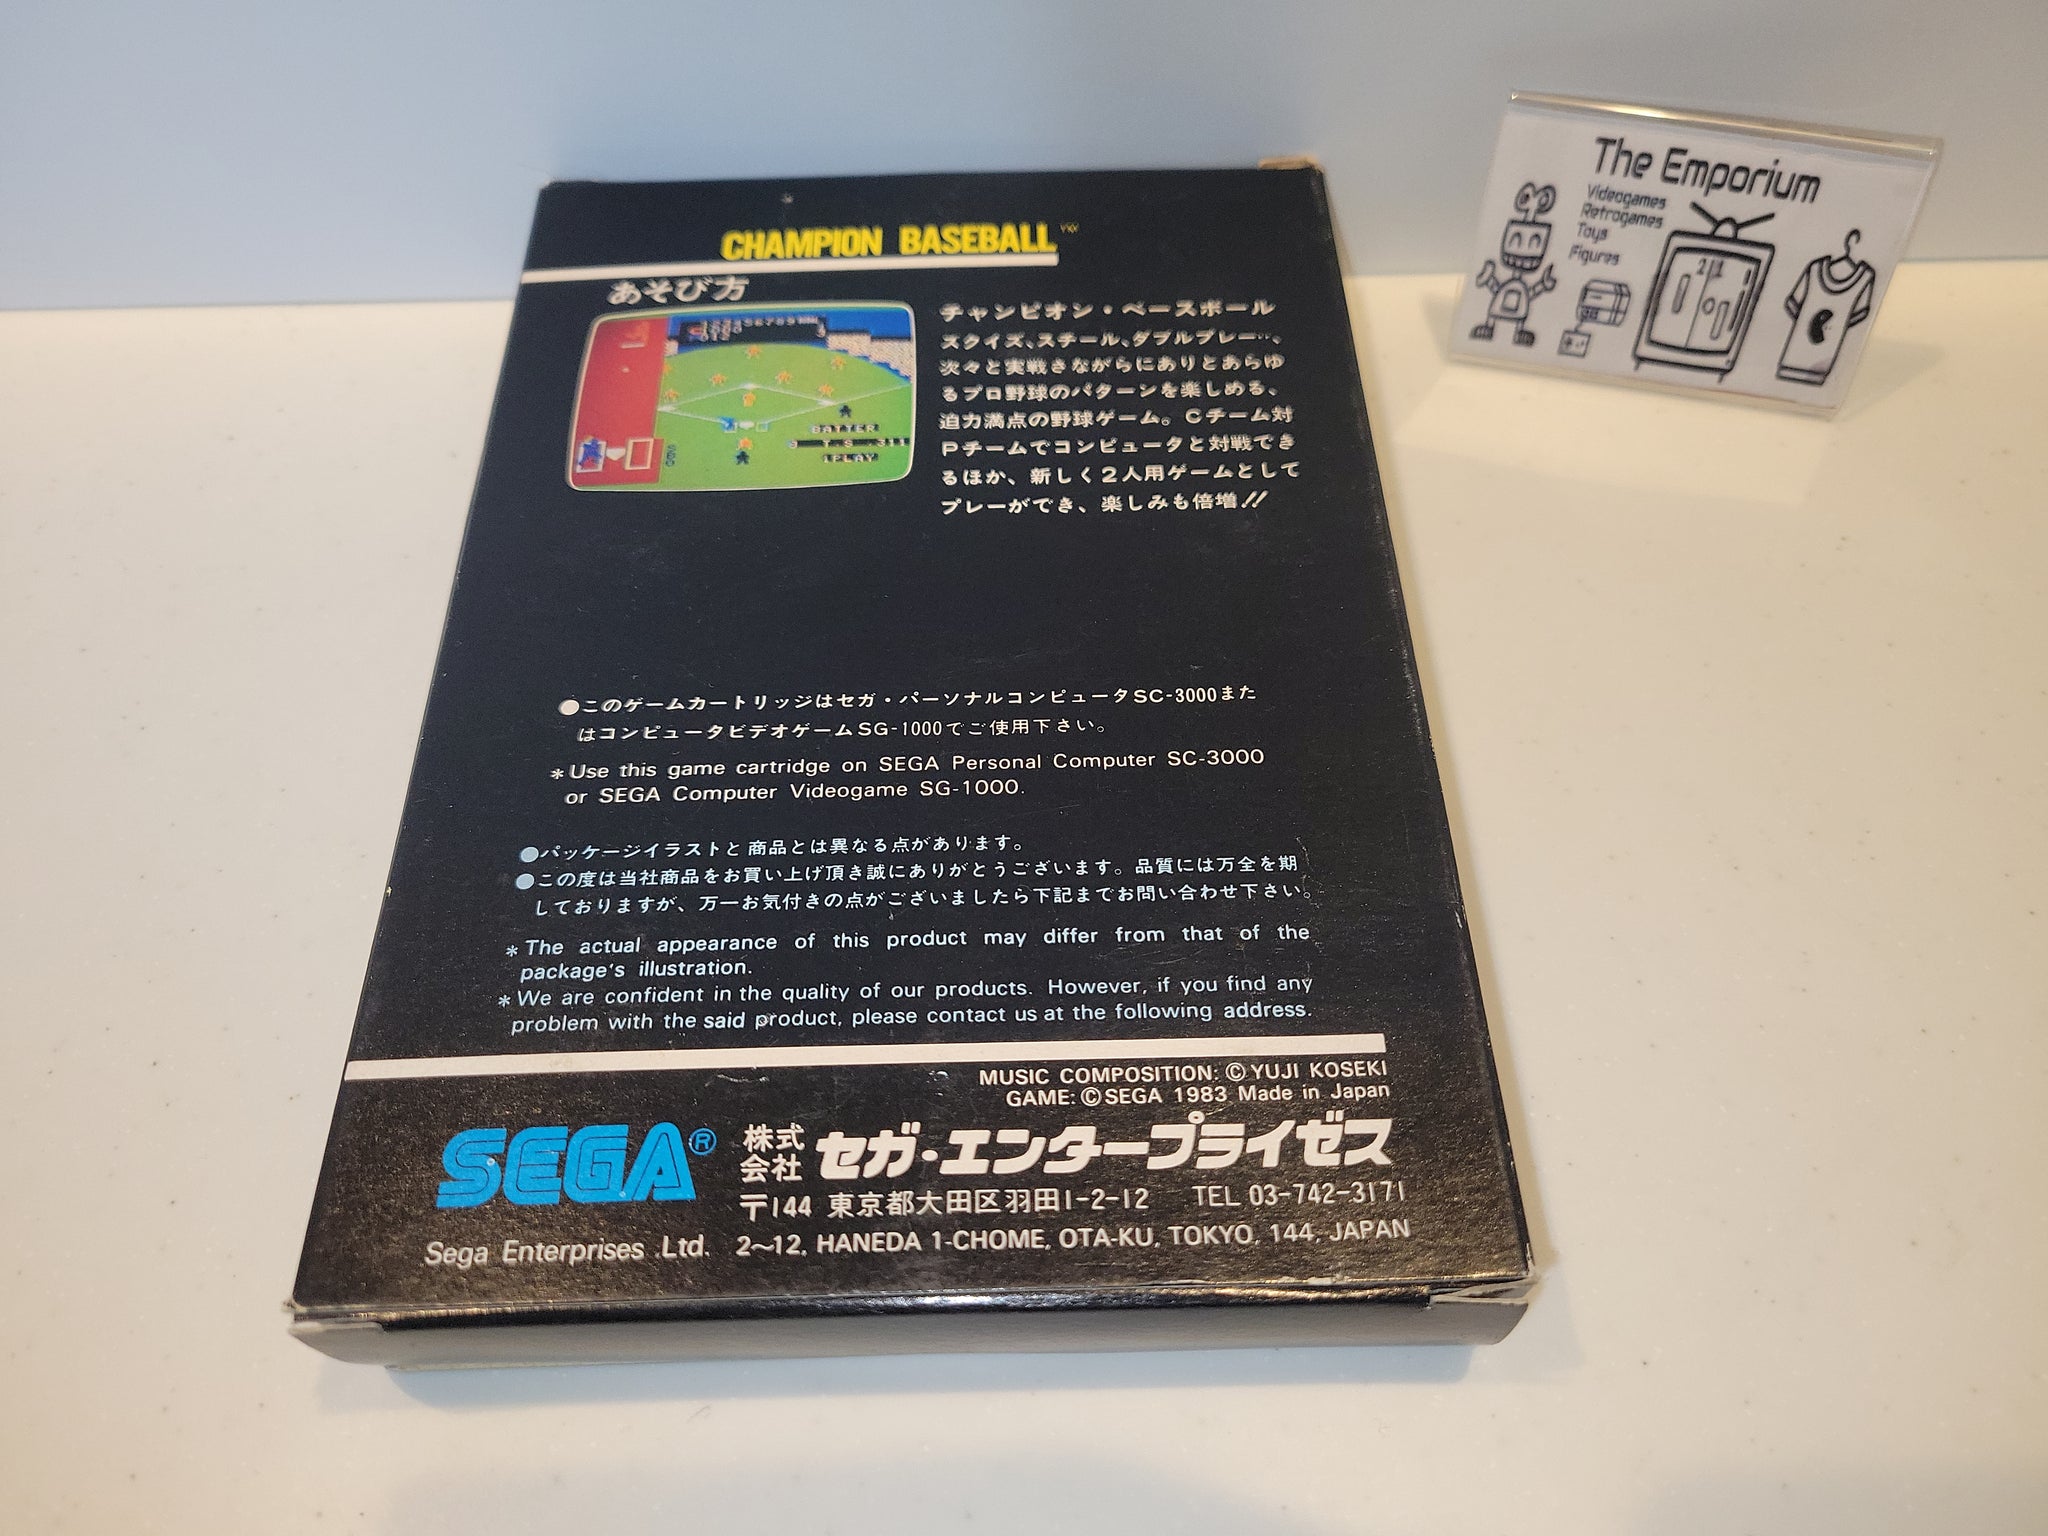 CHAMPION BASEBALL™
あそび方
チャンピオン・ベースボール
スクイズ、スチール、ダブルプレー…、
次々と実戦さながらにありとあらゆ
るプロ野球のパターンを楽しめる、
迫力満点の野球ゲーム。Cチーム対
Pチームでコンピュータと対戦でき
るほか、新しく2人用ゲームとして
プレーができ、楽しみも倍増!!
BATTER
1PLAY
●このゲームカートリッジはセガ・パーソナルコンピュータSC-3000また
はコンピュータビデオゲームSG-1000でご使用下さい。
*Use this game cartridge on SEGA Personal Computer SC-3000
or SEGA Computer Videogame SG-1000.
●パッケージイラストと商品とは異なる点があります。
●この度は当社商品をお買い上げ頂き誠にありがとうございます。品質には万全を期
しておりますが、万一お気付きの点がございましたら下記までお問い合わせ下さい。
*The actual appearance of this product may differ from that of the
package's illustration.
*We are confident in the quality of our products. However, if you find any
problem with the said product, please contact us at the following address.
MUSIC COMPOSITION: ©YUJI KOSEKI
GAME: ©SEGA 1983 Made in Japan
SEGA® 株式会社 セガ・エンタープライゼス
〒144 東京都大田区羽田1-2-12 TEL 03-742-3171
Sega Enterprises .Ltd. 2~12, HANEDA 1-CHOME, OTA-KU, TOKYO, 144, JAPAN
The Emporium
Videogames
Retrogames
Toys
Figures